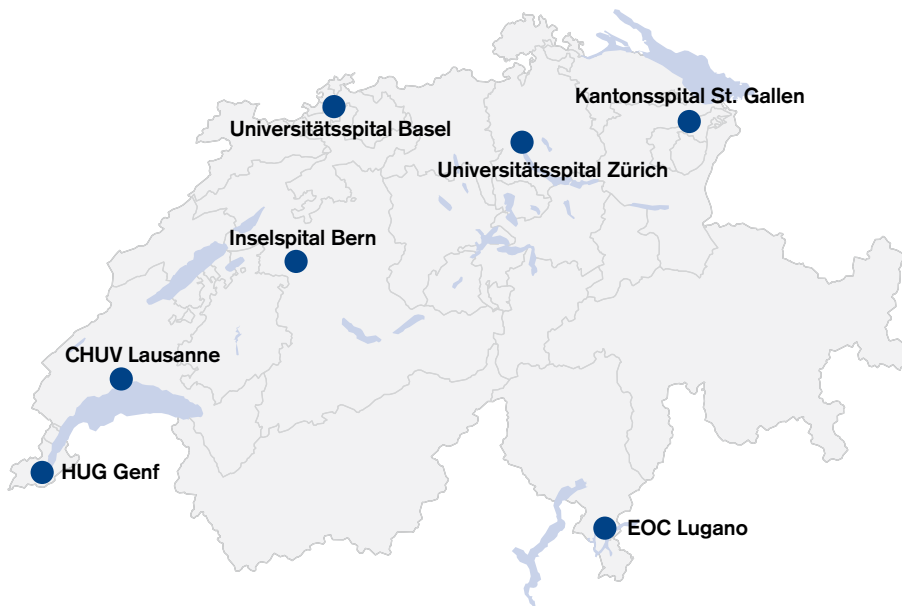 Kantonsspital St. Gallen
Universitätsspital Basel
Universitätsspital Zürich
Inselspital Bern
CHUV Lausanne
HUG Genf
EOC Lugano